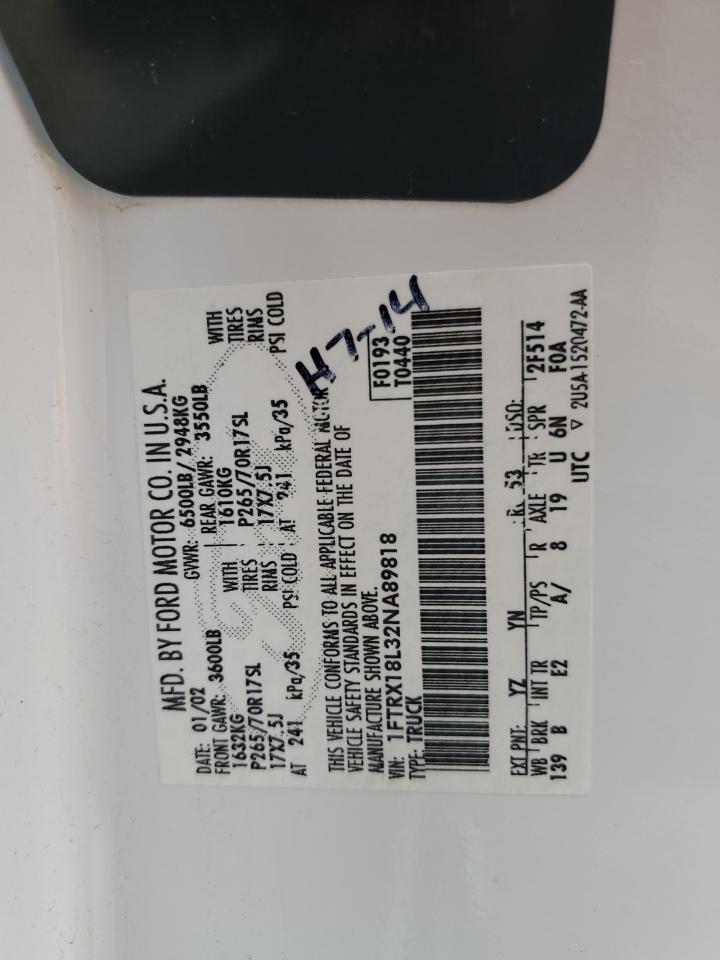 MFD. BY FORD MOTOR CO. IN U.S.A.
DATE: 01/02 GVWR: 6500LB/ 2948KG
FRONT GAWR: 3600LB REAR GAWR: 3550LB
1632KG WITH 1610KG WITH
P265/70R17SL TIRES P265/70R17SL TIRES
17X7.5J RIMS 17X7.5J RIMS
AT 241 kPa/35 PSI COLD AT 241 kPa/35 PSI COLD
H7-14
THIS VEHICLE CONFORMS TO ALL APPLICABLE FEDERAL MOTOR
VEHICLE SAFETY STANDARDS IN EFFECT ON THE DATE OF
MANUFACTURE SHOWN ABOVE.
VIN: 1FTRX18L32NA89818 F0193
TYPE: TRUCK T0440
EXT PNT: YZ YN R: 53 DSO:
WB BRK INT TR TP/PS R AXLE TR SPR 2F514
139 B E2 A/ 8 19 U 6N F0A
UTC ▽ 2U5A-1520472-AA